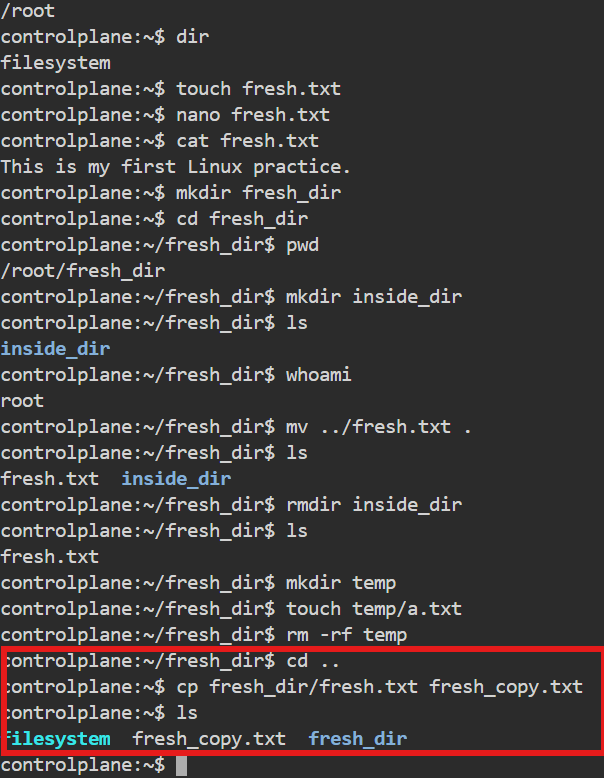 /root
controlplane:~$ dir
filesystem
controlplane:~$ touch fresh.txt
controlplane:~$ nano fresh.txt
controlplane:~$ cat fresh.txt
This is my first Linux practice.
controlplane:~$ mkdir fresh_dir
controlplane:~$ cd fresh_dir
controlplane:~/fresh_dir$ pwd
/root/fresh_dir
controlplane:~/fresh_dir$ mkdir inside_dir
controlplane:~/fresh_dir$ ls
inside_dir
controlplane:~/fresh_dir$ whoami
root
controlplane:~/fresh_dir$ mv ../fresh.txt .
controlplane:~/fresh_dir$ ls
fresh.txt  inside_dir
controlplane:~/fresh_dir$ rmdir inside_dir
controlplane:~/fresh_dir$ ls
fresh.txt
controlplane:~/fresh_dir$ mkdir temp
controlplane:~/fresh_dir$ touch temp/a.txt
controlplane:~/fresh_dir$ rm -rf temp
controlplane:~/fresh_dir$ cd ..
controlplane:~$ cp fresh_dir/fresh.txt fresh_copy.txt
controlplane:~$ ls
filesystem  fresh_copy.txt  fresh_dir
controlplane:~$